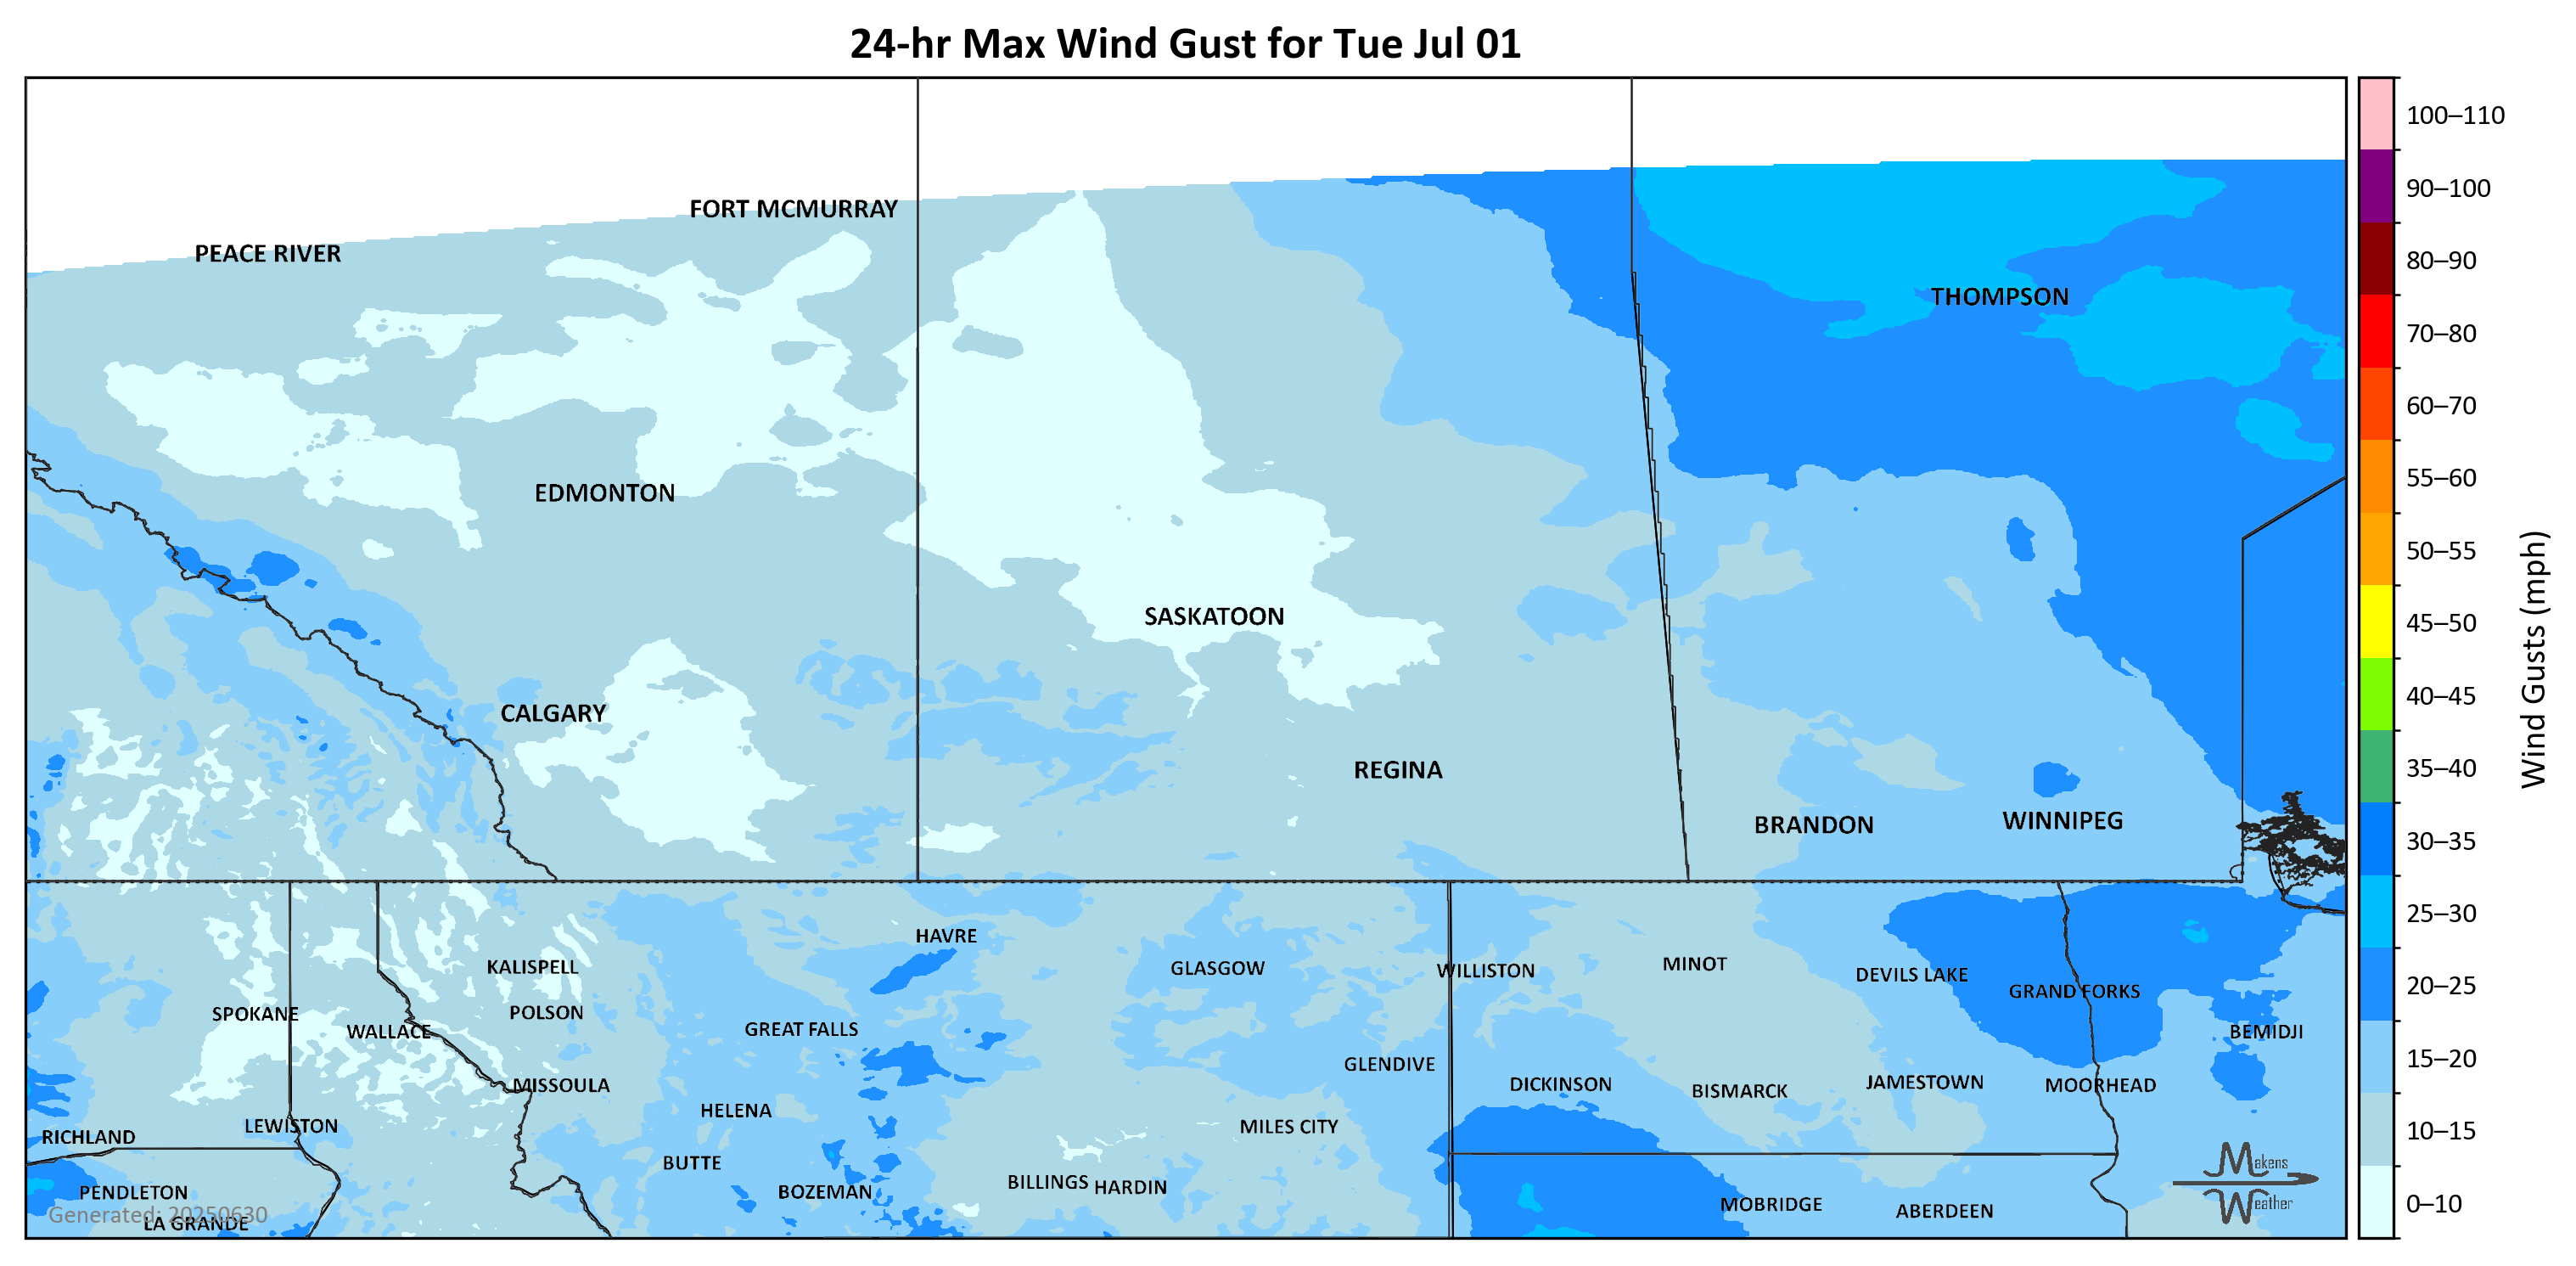 24-hr Max Wind Gust for Tue Jul 01
FORT MCMURRAY
PEACE RIVER
THOMPSON
EDMONTON
SASKATOON
CALGARY
REGINA
BRANDON
WINNIPEG
HAVRE
KALISPELL
GLASGOW
WILLISTON
MINOT
DEVILS LAKE
GRAND FORKS
SPOKANE
POLSON
WALLACE
GREAT FALLS
BEMIDJI
GLENDIVE
MISSOULA
DICKINSON
BISMARCK
JAMESTOWN
MOORHEAD
HELENA
LEWISTON
MILES CITY
RICHLAND
BUTTE
BILLINGS
HARDIN
PENDLETON
BOZEMAN
MOBRIDGE
ABERDEEN
Generated: 20250630
LA GRANDE
Makens
Weather
100–110
90–100
80–90
70–80
60–70
55–60
50–55
45–50
40–45
35–40
30–35
25–30
20–25
15–20
10–15
0–10
Wind Gusts (mph)